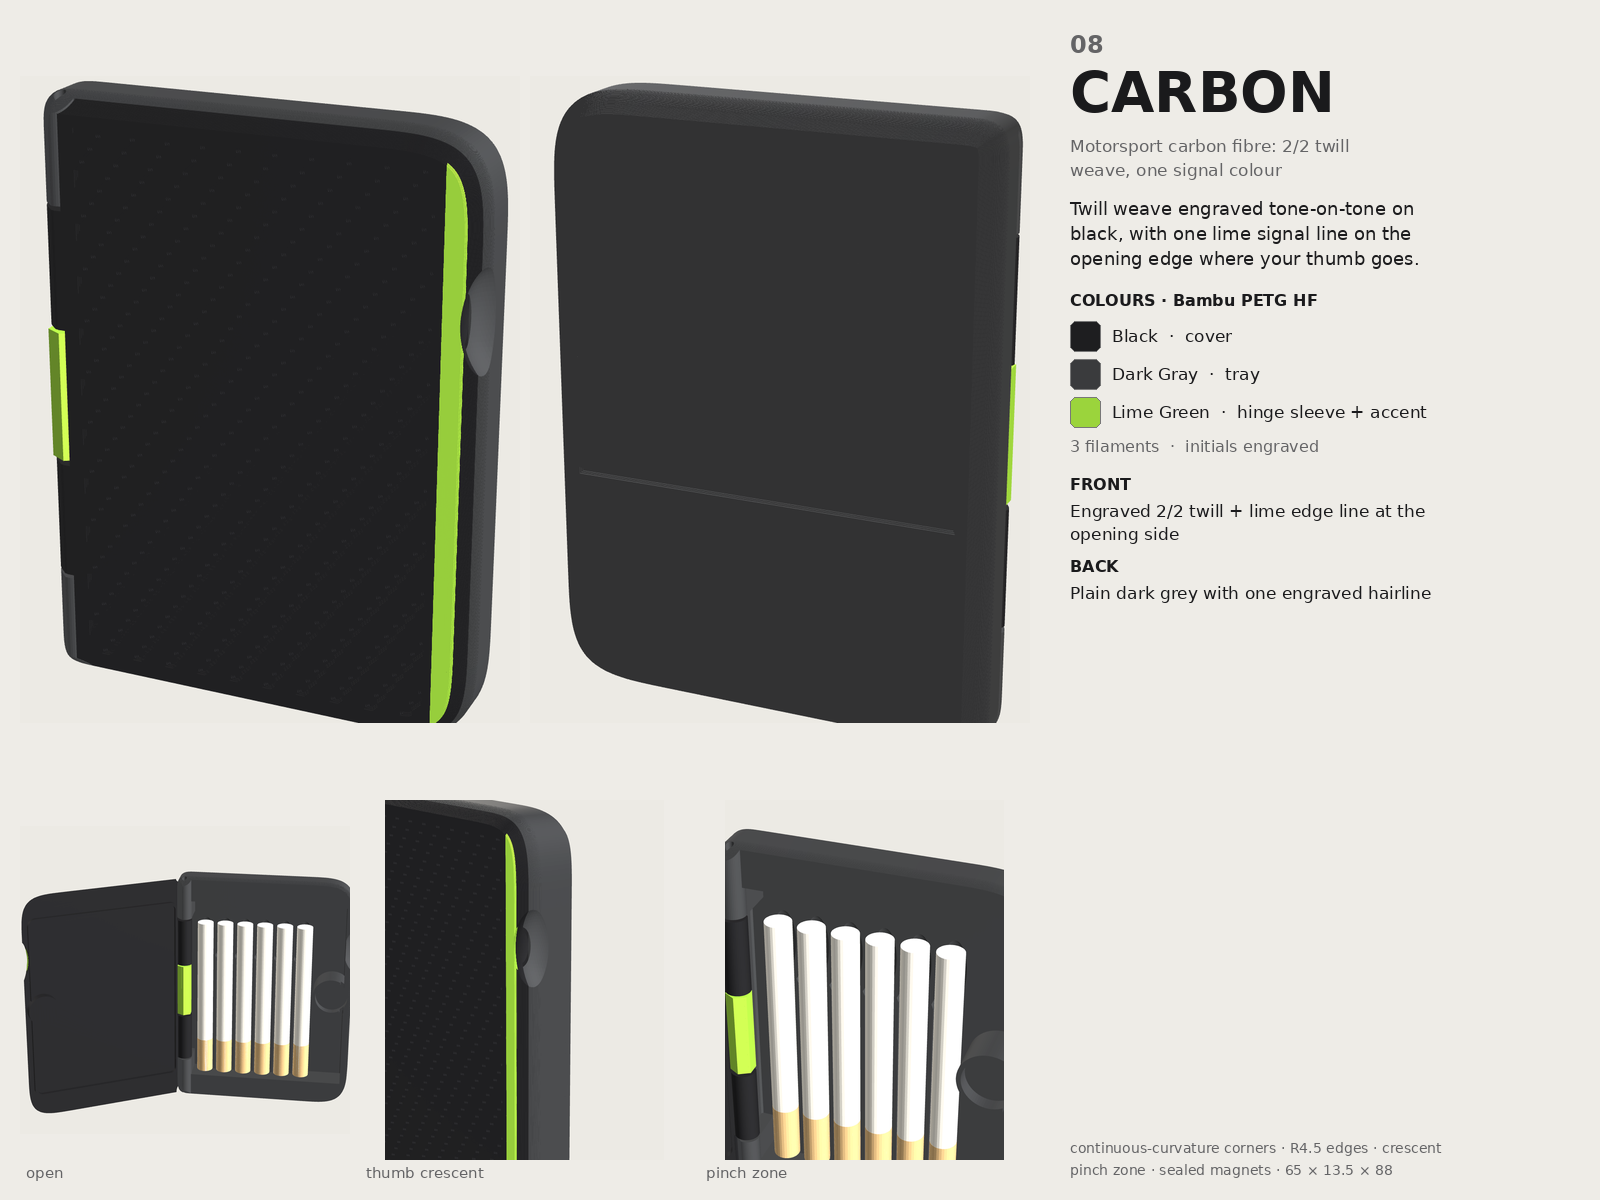 08
CARBON
Motorsport carbon fibre: 2/2 twill
weave, one signal colour
Twill weave engraved tone-on-tone on
black, with one lime signal line on the
opening edge where your thumb goes.
COLOURS · Bambu PETG HF
Black · cover
Dark Gray · tray
Lime Green · hinge sleeve + accent
3 filaments · initials engraved
FRONT
Engraved 2/2 twill + lime edge line at the
opening side
BACK
Plain dark grey with one engraved hairline
open
thumb crescent
pinch zone
continuous-curvature corners · R4.5 edges · crescent
pinch zone · sealed magnets · 65 × 13.5 × 88